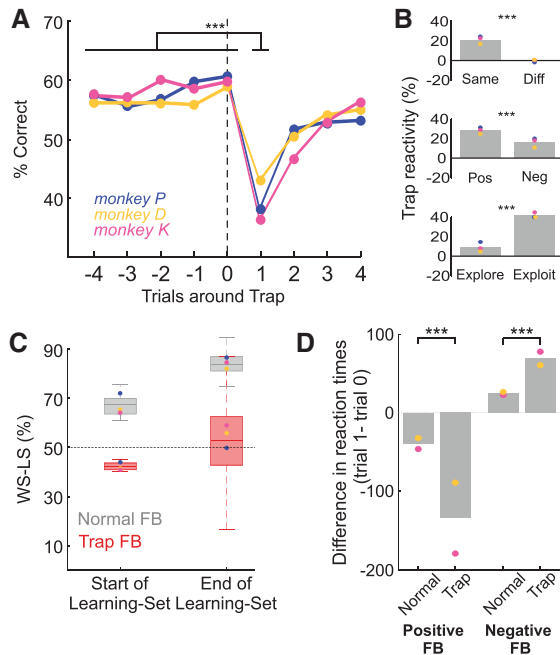 A
***
% Correct
70
60
50
40
monkey P
monkey D
monkey K
-4 -3 -2 -1 0 1 2 3 4
Trials around Trap
B
Trap reactivity (%)
***
40
20
0
-20
Same Diff
***
40
20
0
-20
Pos Neg
***
40
20
0
-20
Explore Exploit
C
WS-LS (%)
90
70
50
30
10
Normal FB
Trap FB
Start of
Learning-Set
End of
Learning-Set
D
Difference in reaction times
(trial 1- trial 0)
100
0
-100
-200
*** ***
Normal Trap Normal Trap
Positive
FB
Negative
FB